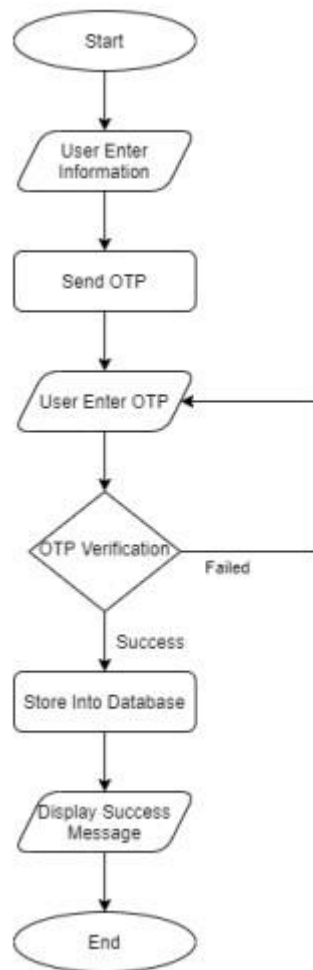 Start
User Enter
Information
Send OTP
User Enter OTP
OTP Verification
Failed
Success
Store Into Database
Display Success
Message
End